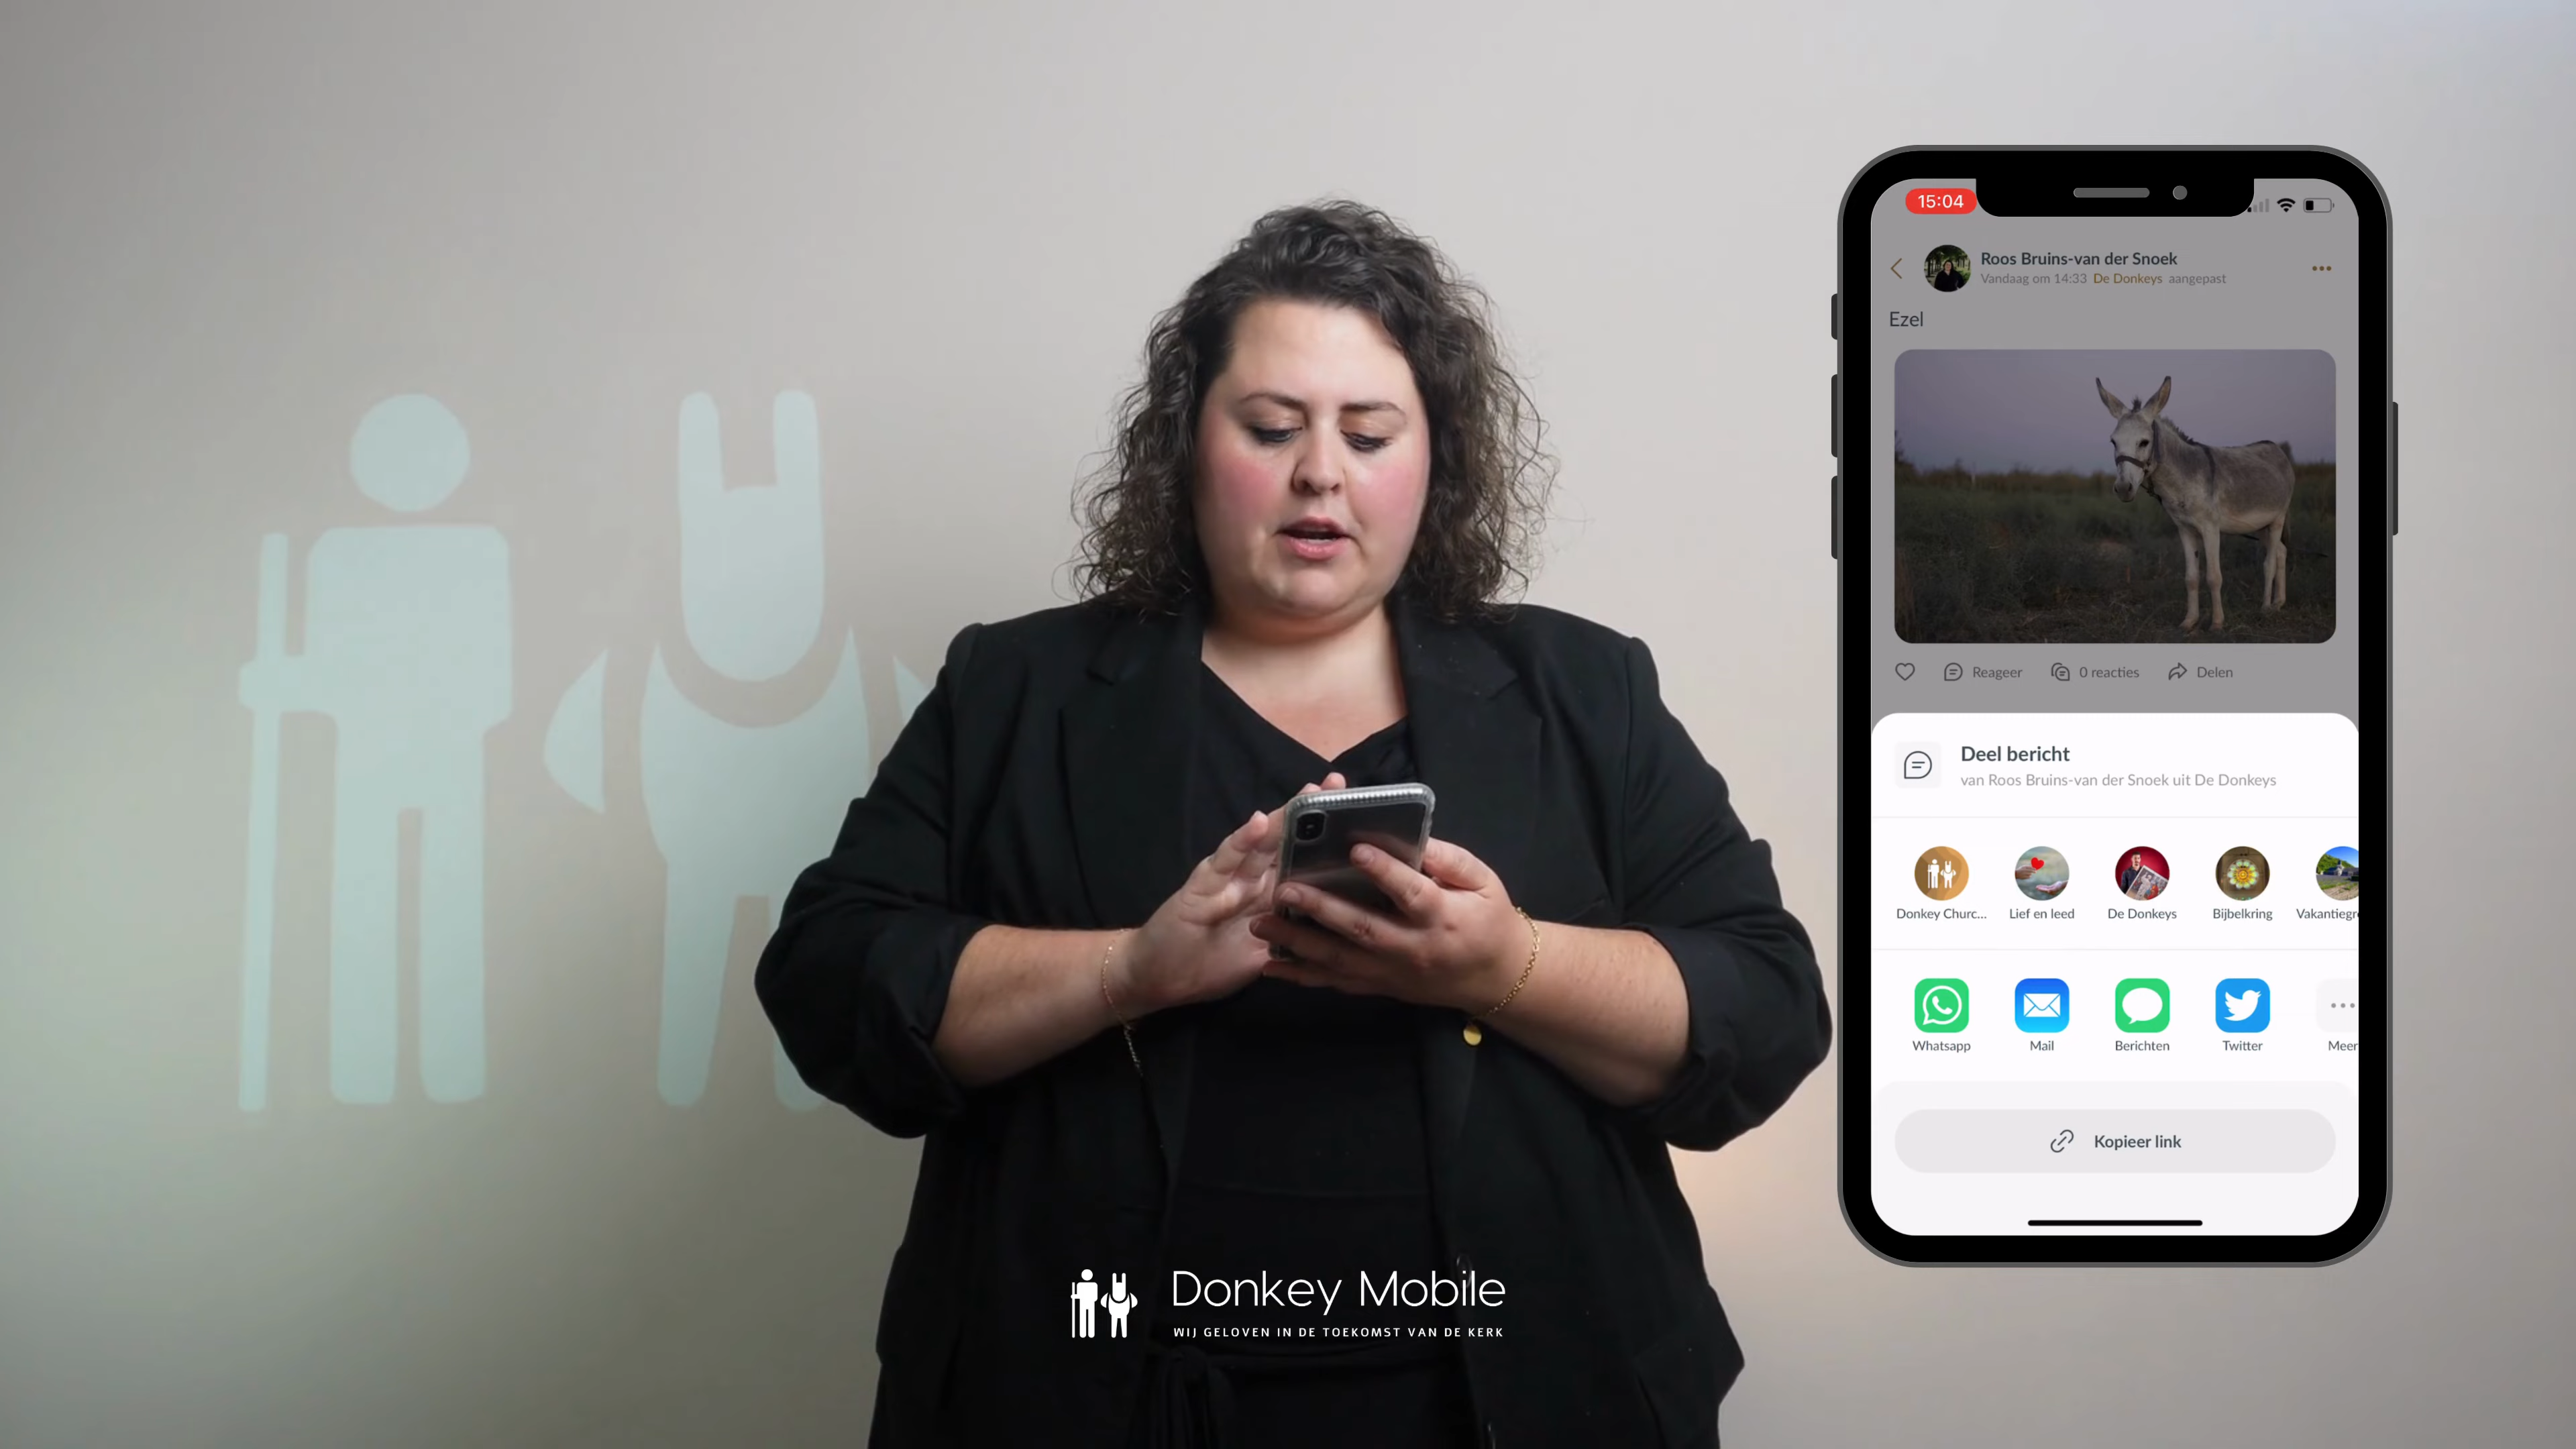 15:04
Roos Bruins-van der Snoek
Vandaag om 14:33 De Donkeys aangepast
Ezel
Reageer 0 reacties Delen
Deel bericht
van Roos Bruins-van der Snoek uit De Donkeys
Donkey Churc... Lief en leed De Donkeys Bijbelkring Vakantiegr
Whatsapp Mail Berichten Twitter Meer
Kopieer link
Donkey Mobile
WIJ GELOVEN IN DE TOEKOMST VAN DE KERK